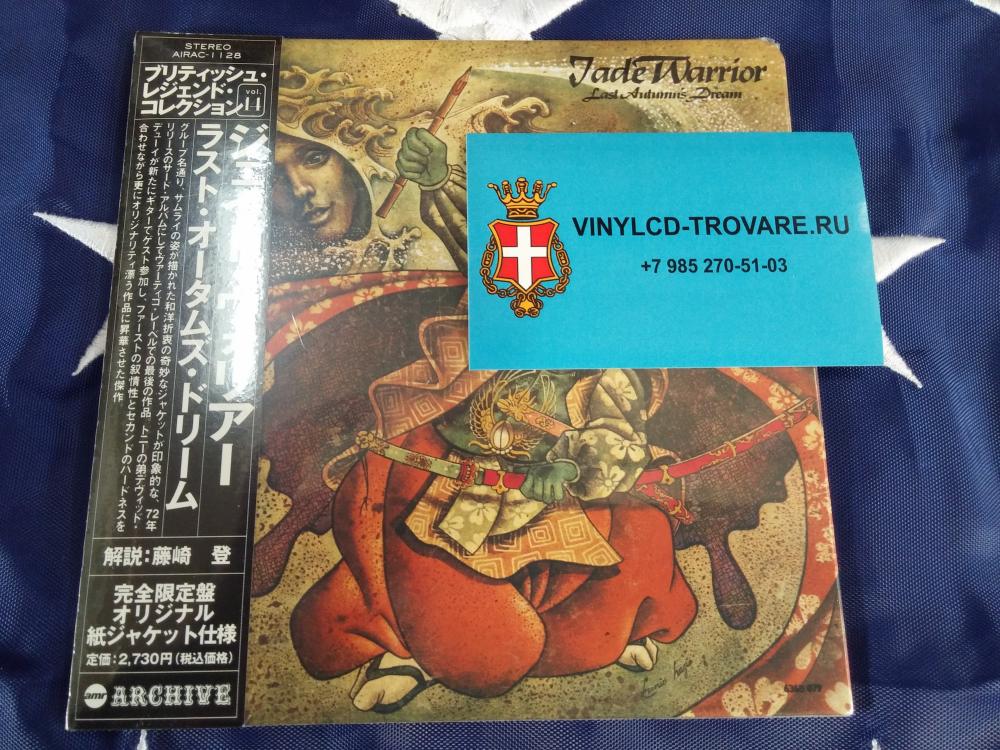 STEREO
AIRAC-1128
ブリティッシュ・
レジェンド・
コレクション
vol.
14
ジェイド・ウォリアー
ラスト・オータムス・ドリーム
グループ名通り、サムライの姿が描かれた和洋折衷の奇妙なジャケットが印象的な、72年
リリースのサード・アルバムにしてヴァーティゴ・レーベルでの最後の作品。トニーの弟デヴィッド・
デューイが新たにギターでゲスト参加し、ファーストの叙情性とセカンドのハードネスを
合わせながら更にオリジナリティ漂う作品に昇華させた傑作
解説:藤崎 登
完全限定盤
オリジナル
紙ジャケット仕様
定価:2,730円(税込価格)
amr ARCHIVE
Jade Warrior
Last Autumn's Dream
VINYLCD-TROVARE.RU
+7 985 270-51-03
6360 079